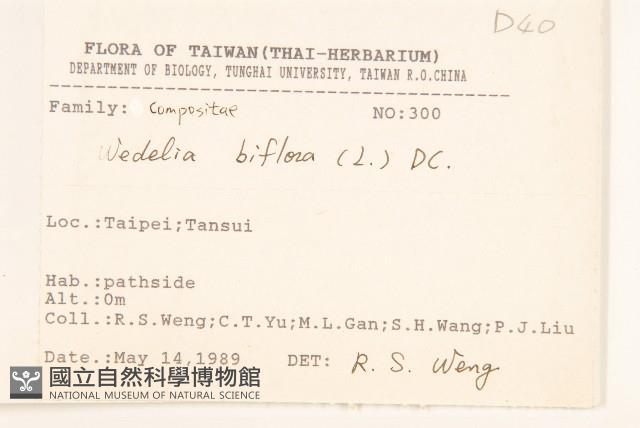 D40
FLORA OF TAIWAN(THAI-HERBARIUM)
DEPARTMENT OF BIOLOGY, TUNGHAI UNIVERSITY, TAIWAN R.O.CHINA
Family: Compositae NO:300
Wedelia biflora (L.) DC.
Loc.:Taipei;Tansui
Hab.:pathside
Alt.:0m
Coll.:R.S.Weng;C.T.Yu;M.L.Gan;S.H.Wang;P.J.Liu
Date.:May 14,1989 DET: R. S. Weng
國立自然科學博物館
NATIONAL MUSEUM OF NATURAL SCIENCE